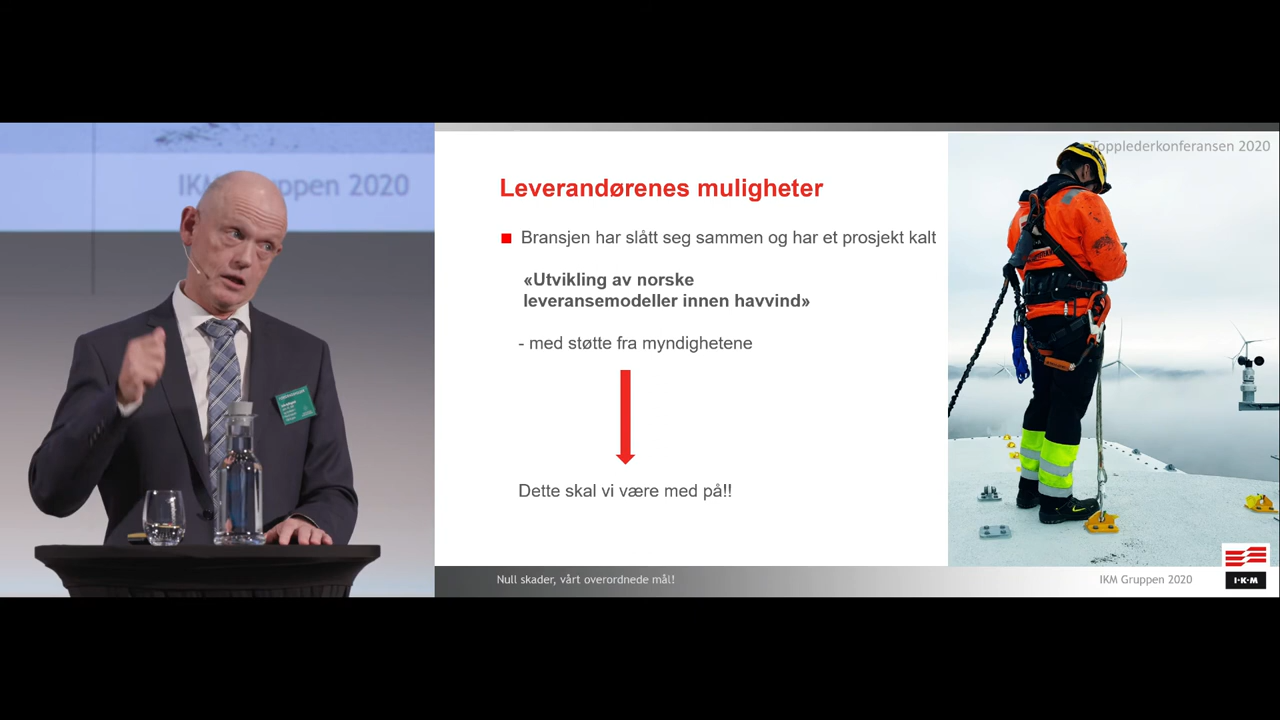 IKM Gruppen 2020
Topplederkonferansen 2020
Leverandørenes muligheter
Bransjen har slått seg sammen og har et prosjekt kalt
«Utvikling av norske
leveransemodeller innen havvind»
- med støtte fra myndighetene
Dette skal vi være med på!!
Null skader, vårt overordnede mål!
IKM Gruppen 2020
I·K·M